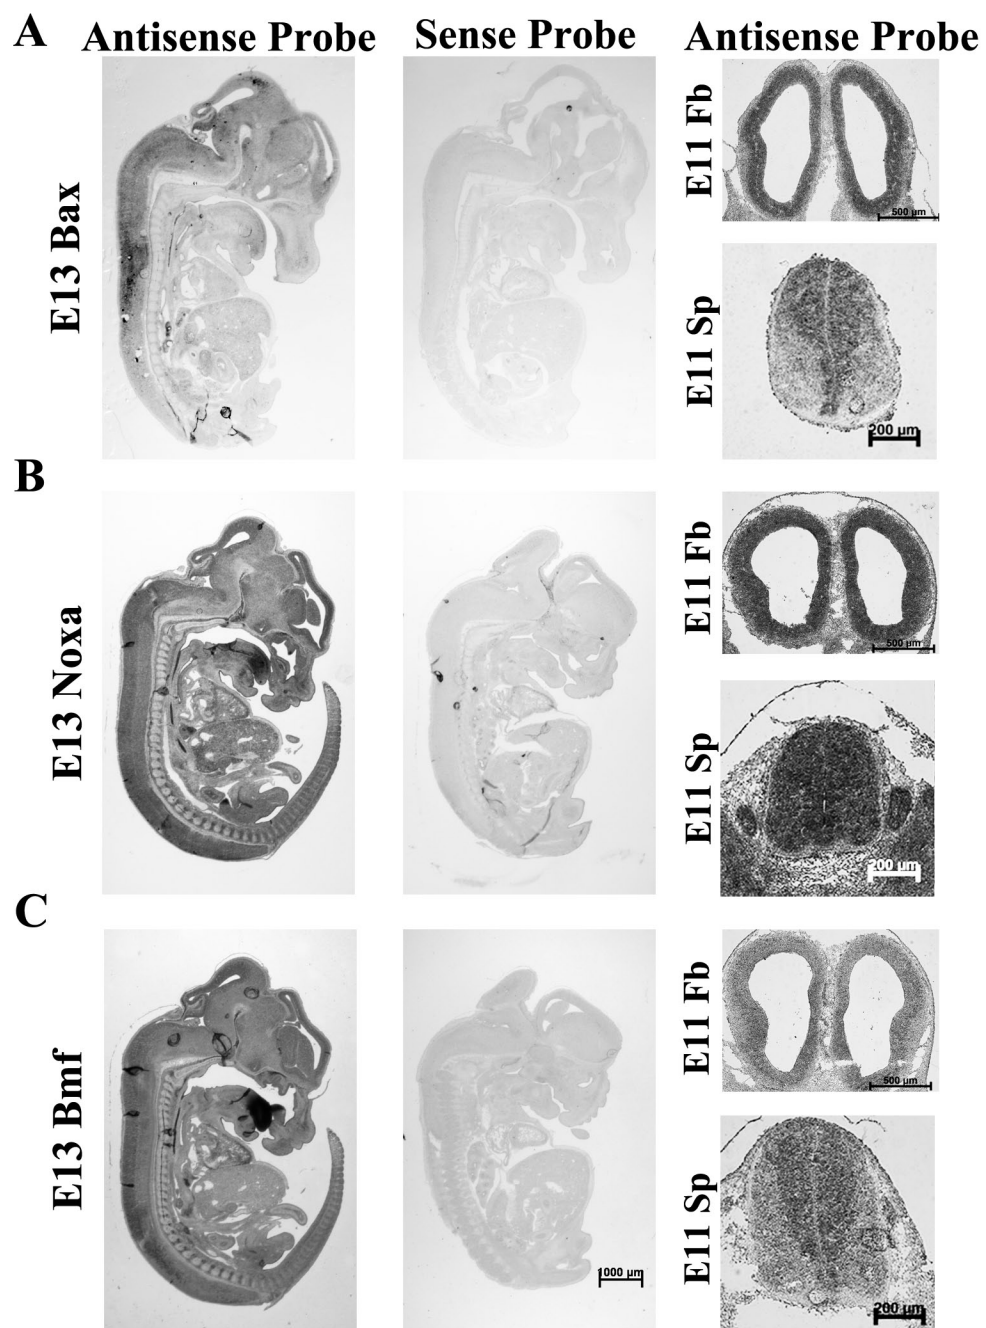 A
Antisense Probe
Sense Probe
Antisense Probe
E13 Bax
E11 Fb
500 µm
E11 Sp
200 µm
B
E13 Noxa
E11 Fb
500 µm
E11 Sp
200 µm
C
E13 Bmf
1000 µm
E11 Fb
500 µm
E11 Sp
200 µm